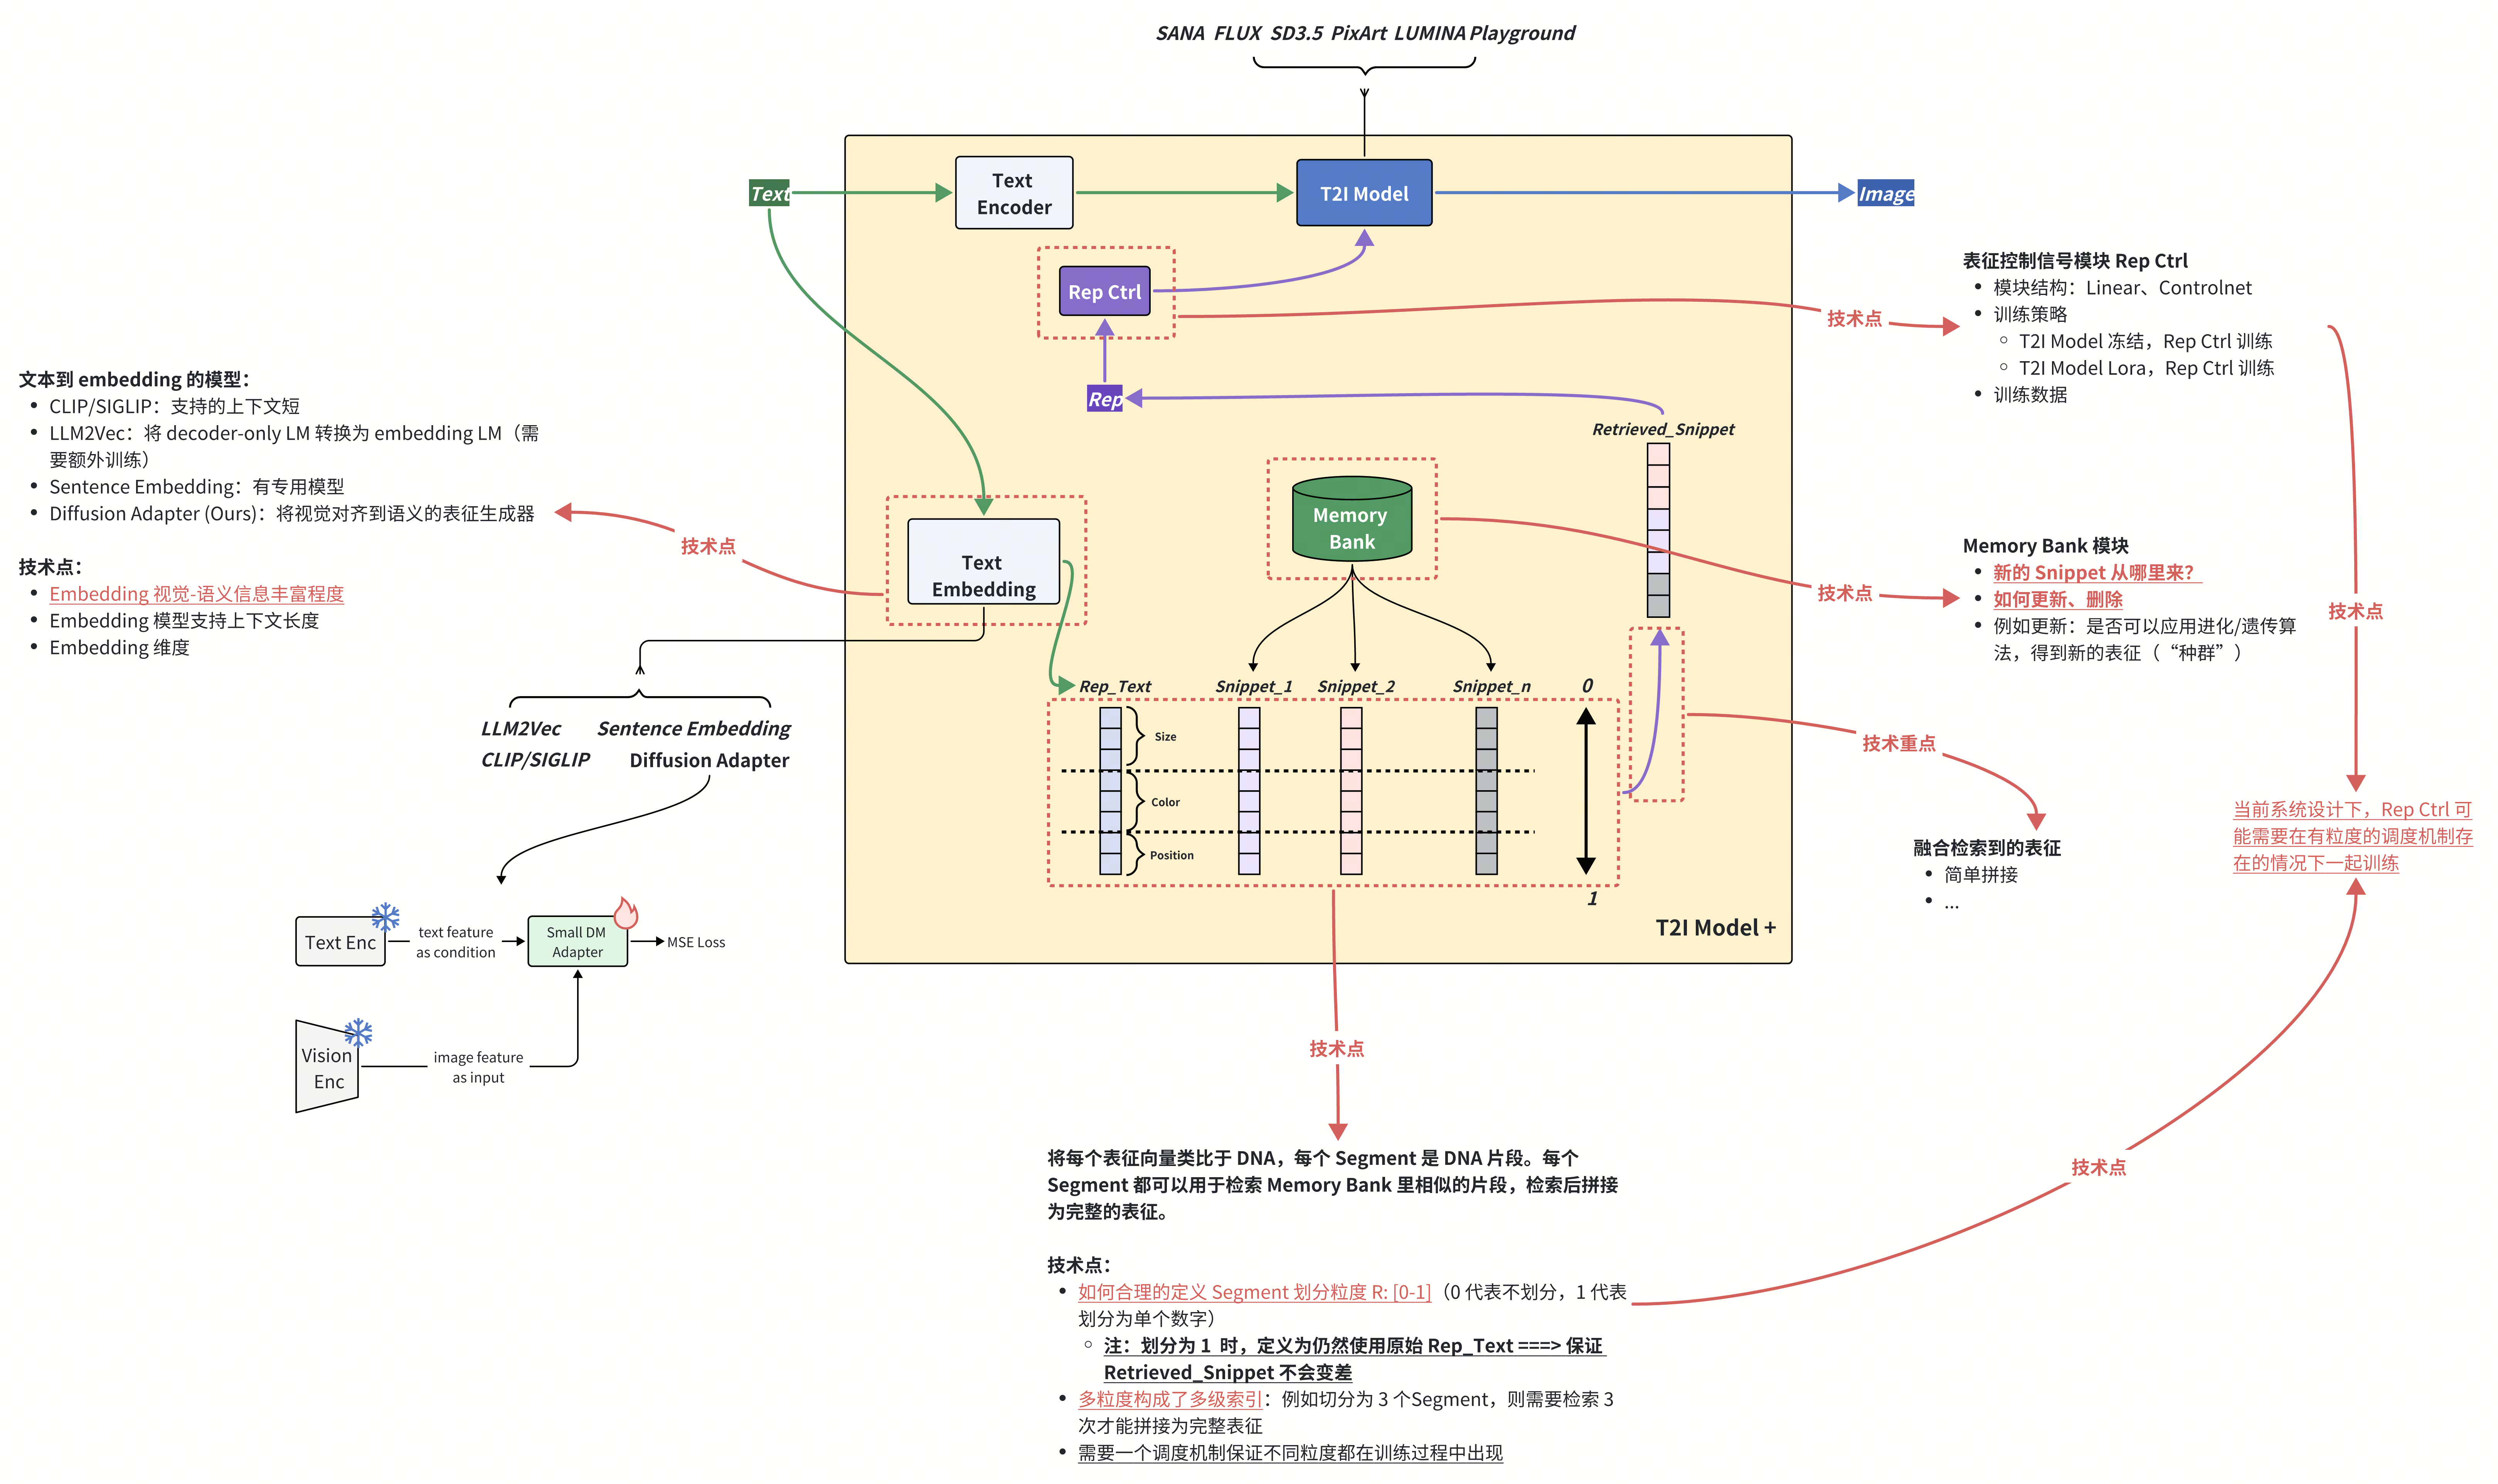 SANA FLUX SD3.5 PixArt LUMINA Playground
Text
Text
Encoder
T2I Model
Image
Rep Ctrl
Rep
Retrieved_Snippet
Memory
Bank
Text
Embedding
Rep_Text
Snippet_1
Snippet_2
Snippet_n
0
Size
Color
Position
1
T2I Model +
文本到 embedding 的模型：
• CLIP/SIGLIP：支持的上下文短
• LLM2Vec：将 decoder-only LM 转换为 embedding LM（需
要额外训练）
• Sentence Embedding：有专用模型
• Diffusion Adapter (Ours)：将视觉对齐到语义的表征生成器
技术点：
• Embedding 视觉-语义信息丰富程度
• Embedding 模型支持上下文长度
• Embedding 维度
技术点
LLM2Vec
Sentence Embedding
CLIP/SIGLIP
Diffusion Adapter
Text Enc
text feature
as condition
Small DM
Adapter
MSE Loss
Vision
Enc
image feature
as input
技术点
表征控制信号模块 Rep Ctrl
• 模块结构：Linear、Controlnet
• 训练策略
○ T2I Model 冻结，Rep Ctrl 训练
○ T2I Model Lora，Rep Ctrl 训练
• 训练数据
技术点
Memory Bank 模块
• 新的 Snippet 从哪里来？
• 如何更新、删除
• 例如更新：是否可以应用进化/遗传算
法，得到新的表征（“种群”）
技术点
技术重点
融合检索到的表征
• 简单拼接
• ...
当前系统设计下，Rep Ctrl 可
能需要在有粒度的调度机制存
在的情况下一起训练
技术点
技术点
将每个表征向量类比于 DNA，每个 Segment 是 DNA 片段。每个
Segment 都可以用于检索 Memory Bank 里相似的片段，检索后拼接
为完整的表征。
技术点：
• 如何合理的定义 Segment 划分粒度 R: [0-1]（0 代表不划分，1 代表
划分为单个数字）
○ 注：划分为 1 时，定义为仍然使用原始 Rep_Text ===> 保证
Retrieved_Snippet 不会变差
• 多粒度构成了多级索引：例如切分为 3 个Segment，则需要检索 3
次才能拼接为完整表征
• 需要一个调度机制保证不同粒度都在训练过程中出现